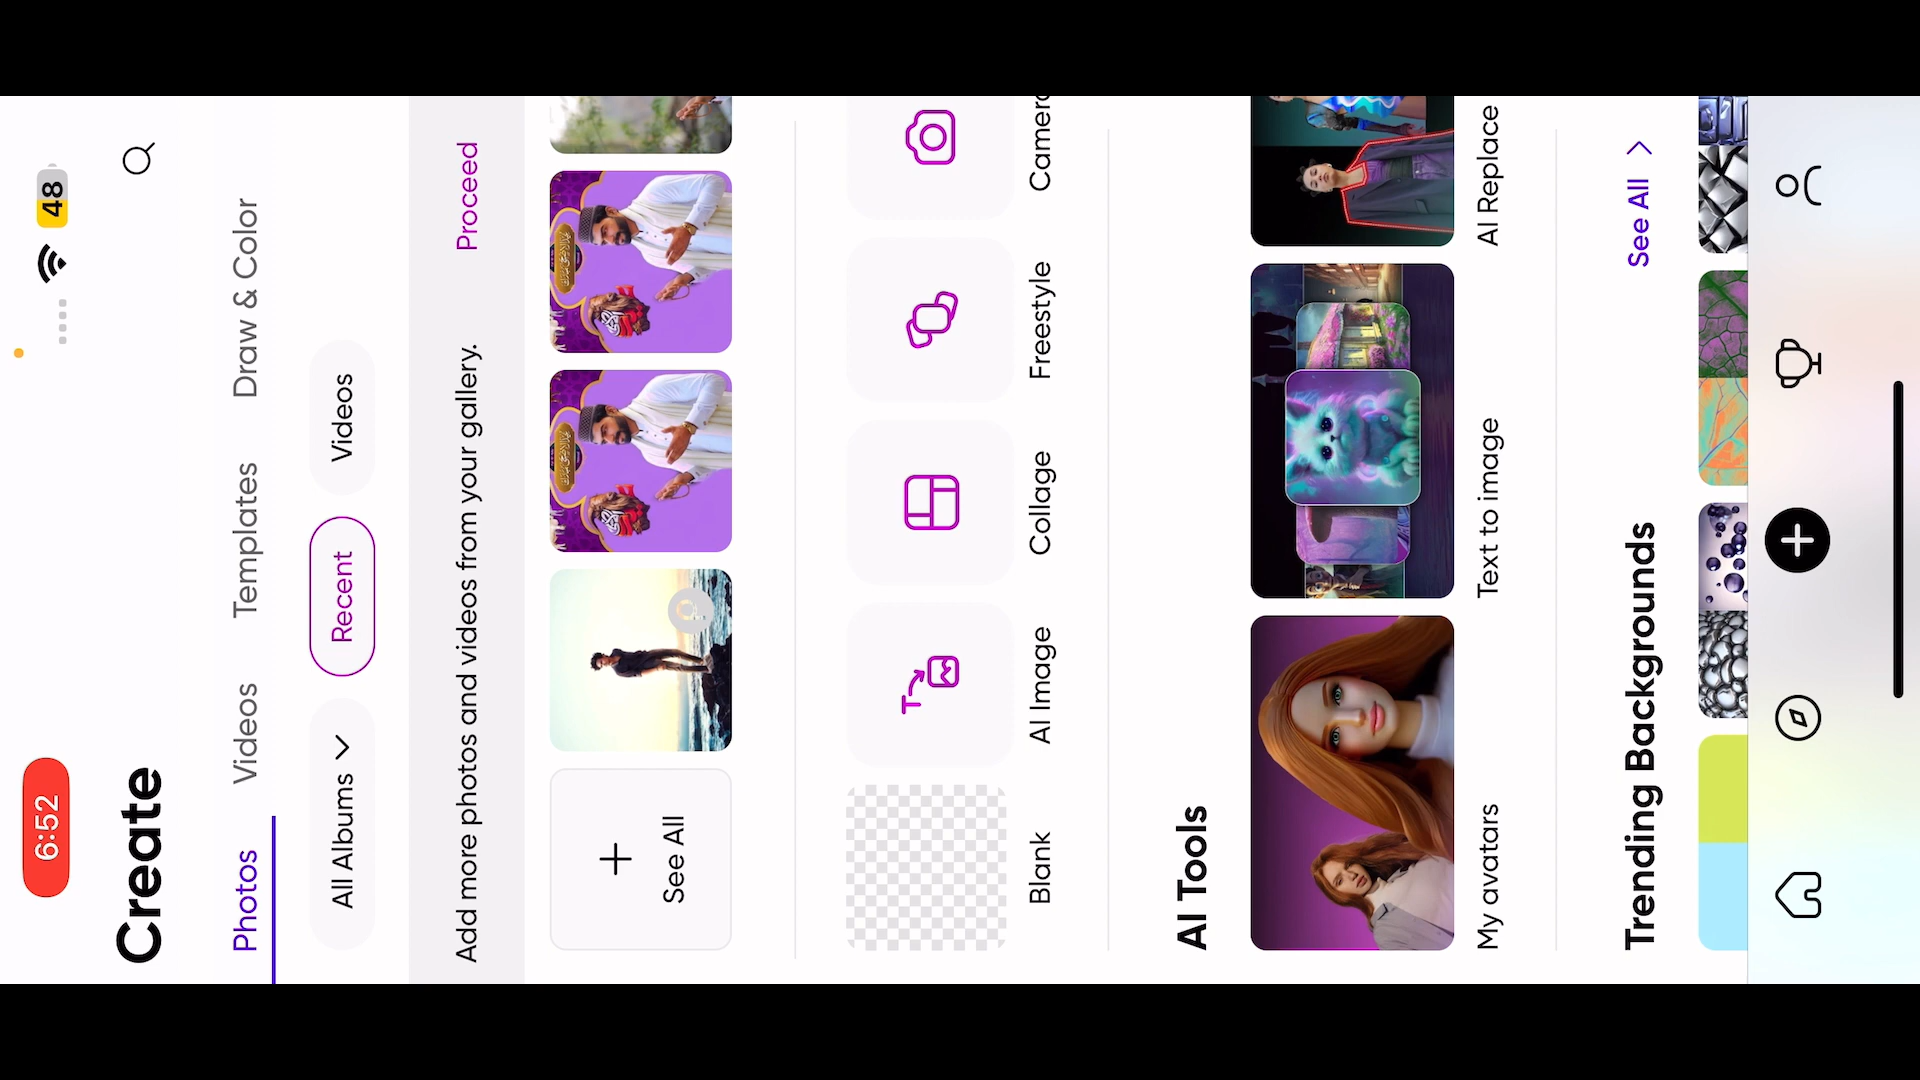 6:52
48
Create
Photos
Videos
Templates
Draw & Color
All Albums
Recent
Videos
Add more photos and videos from your gallery.
Proceed
See All
Blank
AI Image
Collage
Freestyle
Camera
AI Tools
My avatars
Text to image
AI Replace
Trending Backgrounds
See All